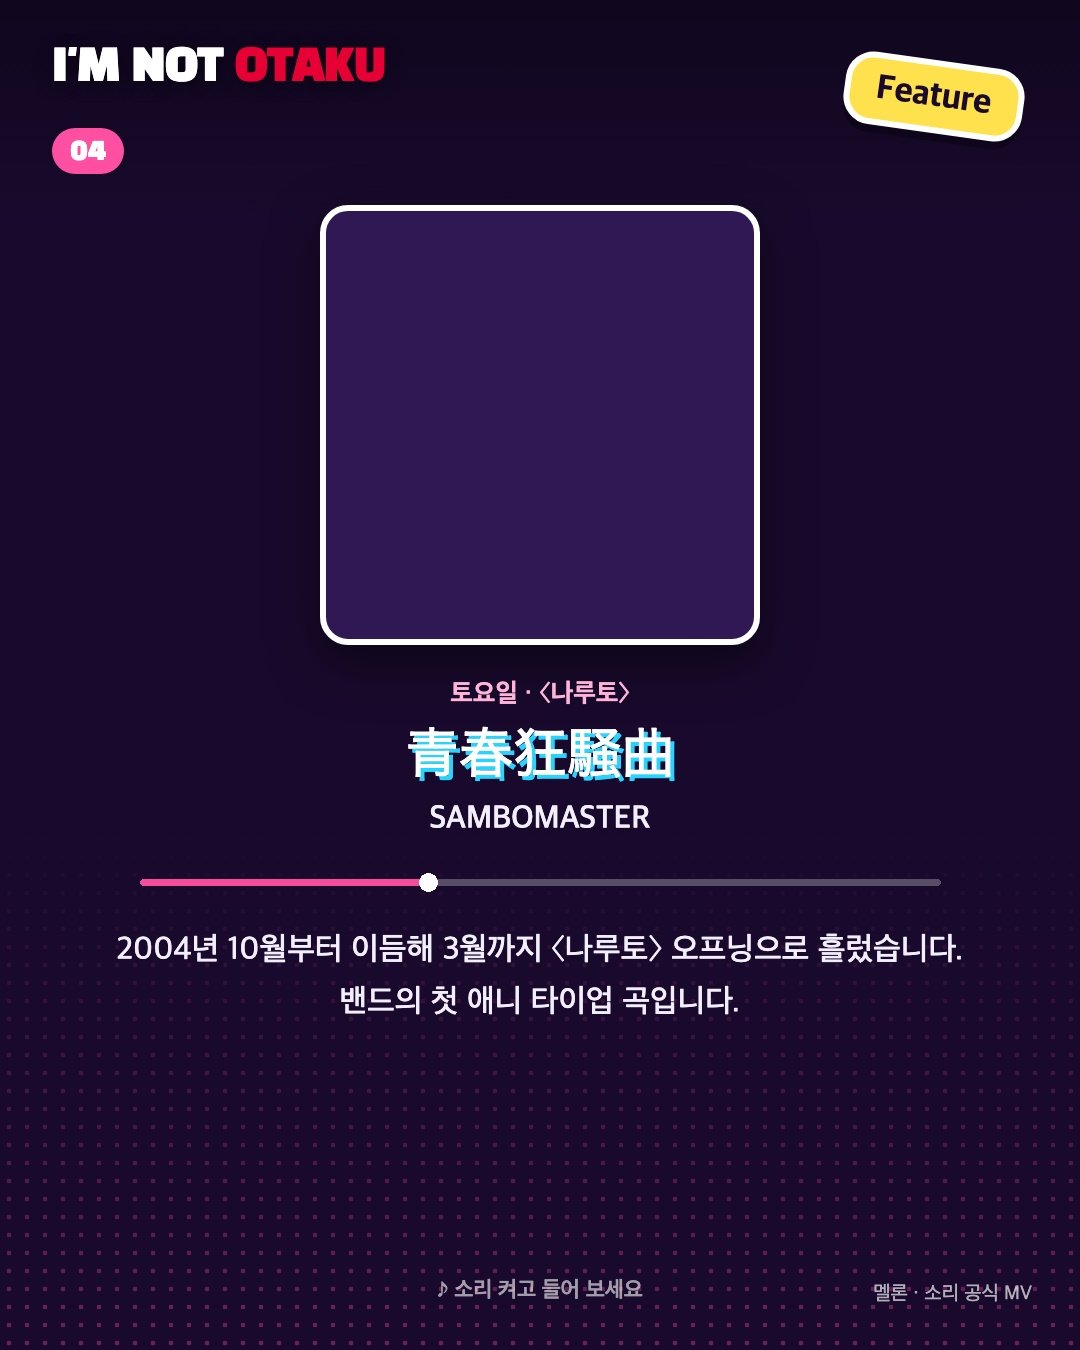 I'M NOT OTAKU
Feature
04
토요일 · 〈나루토〉
青春狂騒曲
SAMBOMASTER
2004년 10월부터 이듬해 3월까지 〈나루토〉 오프닝으로 흘렀습니다.
밴드의 첫 애니 타이업 곡입니다.
♪ 소리 켜고 들어 보세요
멜론 · 소리 공식 MV